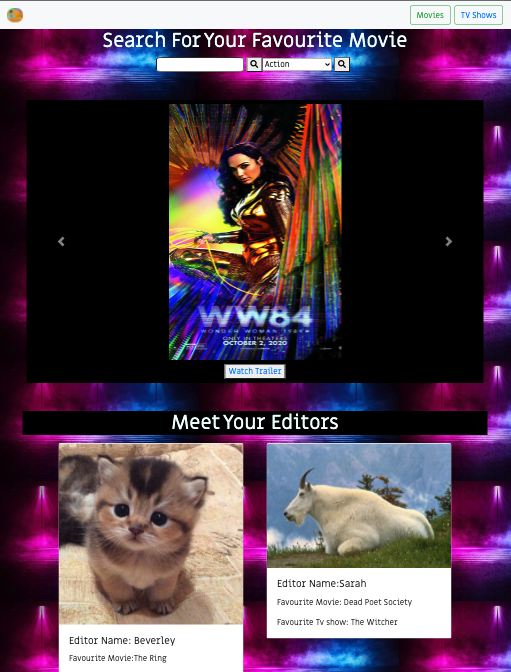 Movies
TV Shows
Search For Your Favourite Movie
Action
WW84
WONDER WOMAN 1984
ONLY IN THEATERS
OCTOBER 2, 2020
Watch Trailer
Meet Your Editors
Editor Name: Beverley
Favourite Movie:The Ring
Editor Name:Sarah
Favourite Movie: Dead Poet Society
Favourite Tv show: The Witcher